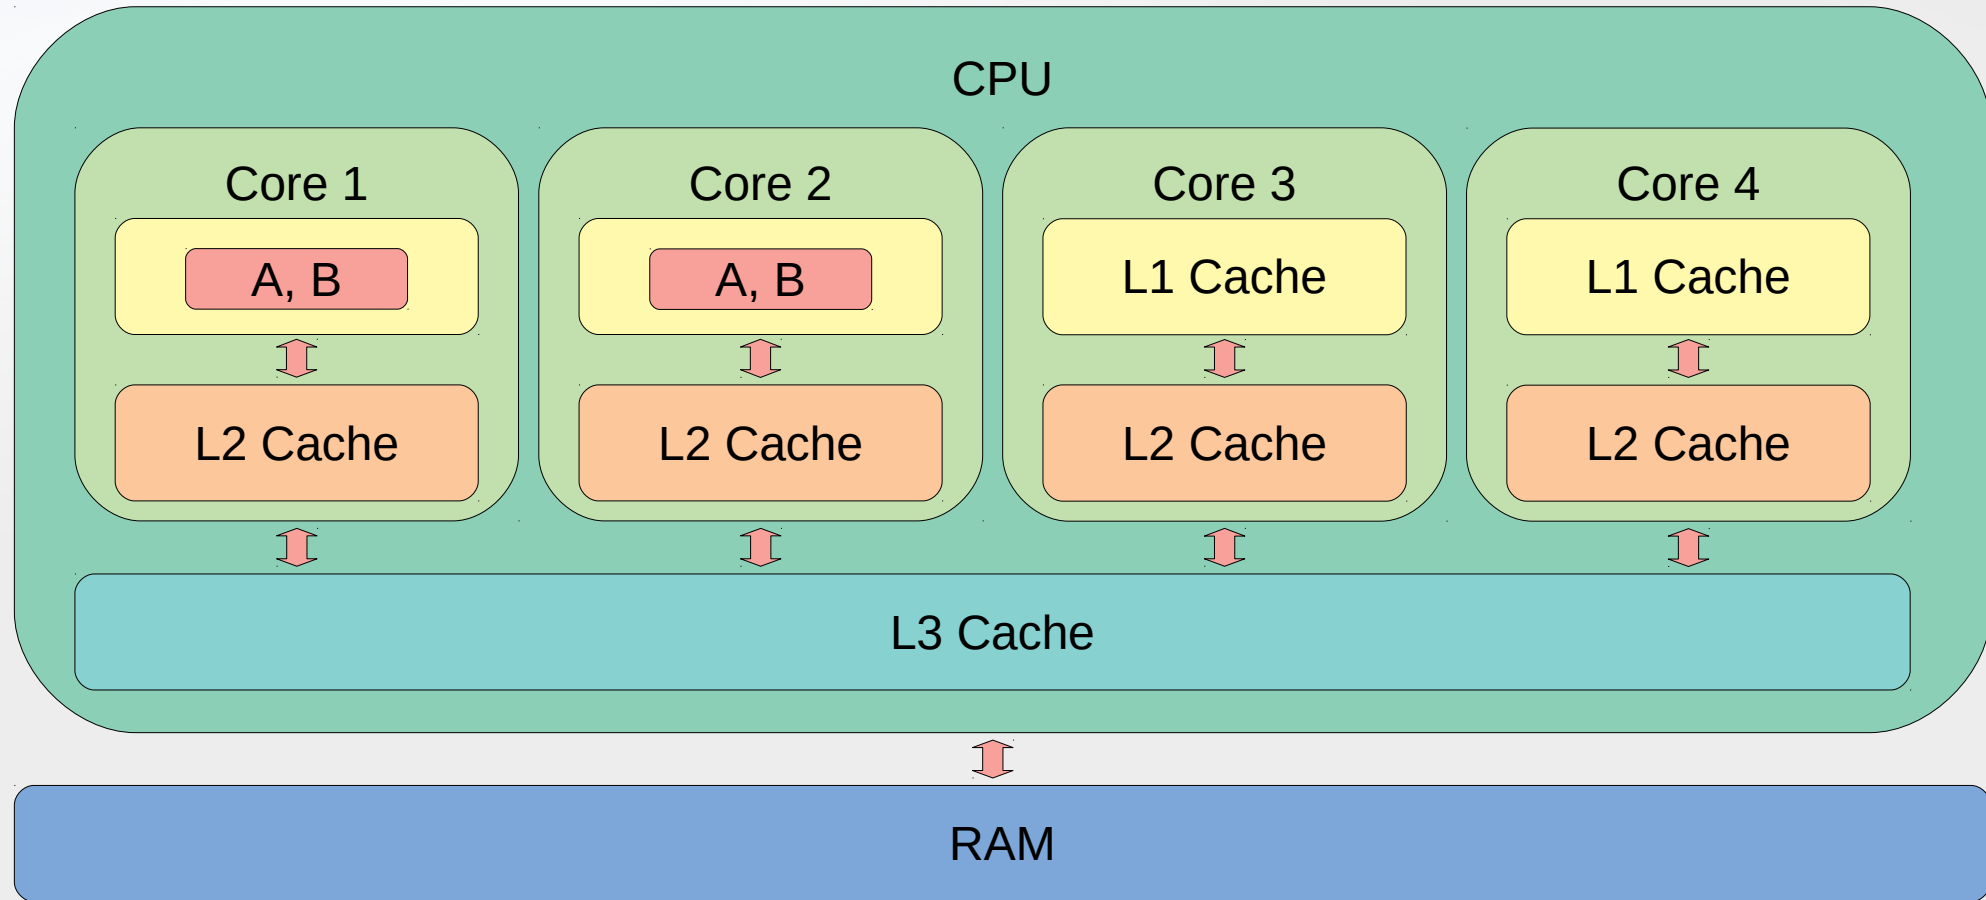 CPU
Core 1
Core 2
Core 3
Core 4
A, B
A, B
L1 Cache
L1 Cache
L2 Cache
L2 Cache
L2 Cache
L2 Cache
L3 Cache
RAM